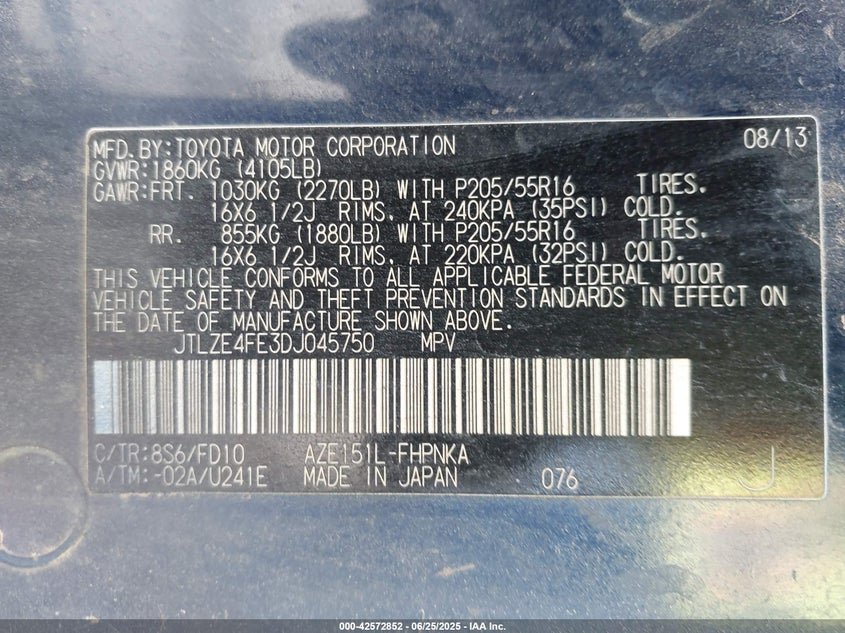 MFD.BY:TOYOTA MOTOR CORPORATION 08/13
GVWR:1860KG (4105LB)
GAWR:FRT. 1030KG (2270LB) WITH P205/55R16 TIRES.
16X6 1/2J RIMS. AT 240KPA (35PSI) COLD.
RR. 855KG (1880LB) WITH P205/55R16 TIRES.
16X6 1/2J RIMS. AT 220KPA (32PSI) COLD.
THIS VEHICLE CONFORMS TO ALL APPLICABLE FEDERAL MOTOR
VEHICLE SAFETY AND THEFT PREVENTION STANDARDS IN EFFECT ON
THE DATE OF MANUFACTURE SHOWN ABOVE.
JTLZE4FE3DJ045750 MPV
C/TR:8S6/FD10 AZE151L-FHPNKA
A/TM:-02A/U241E MADE IN JAPAN 076 J
000-42572852 - 06/25/2025 - IAA Inc.